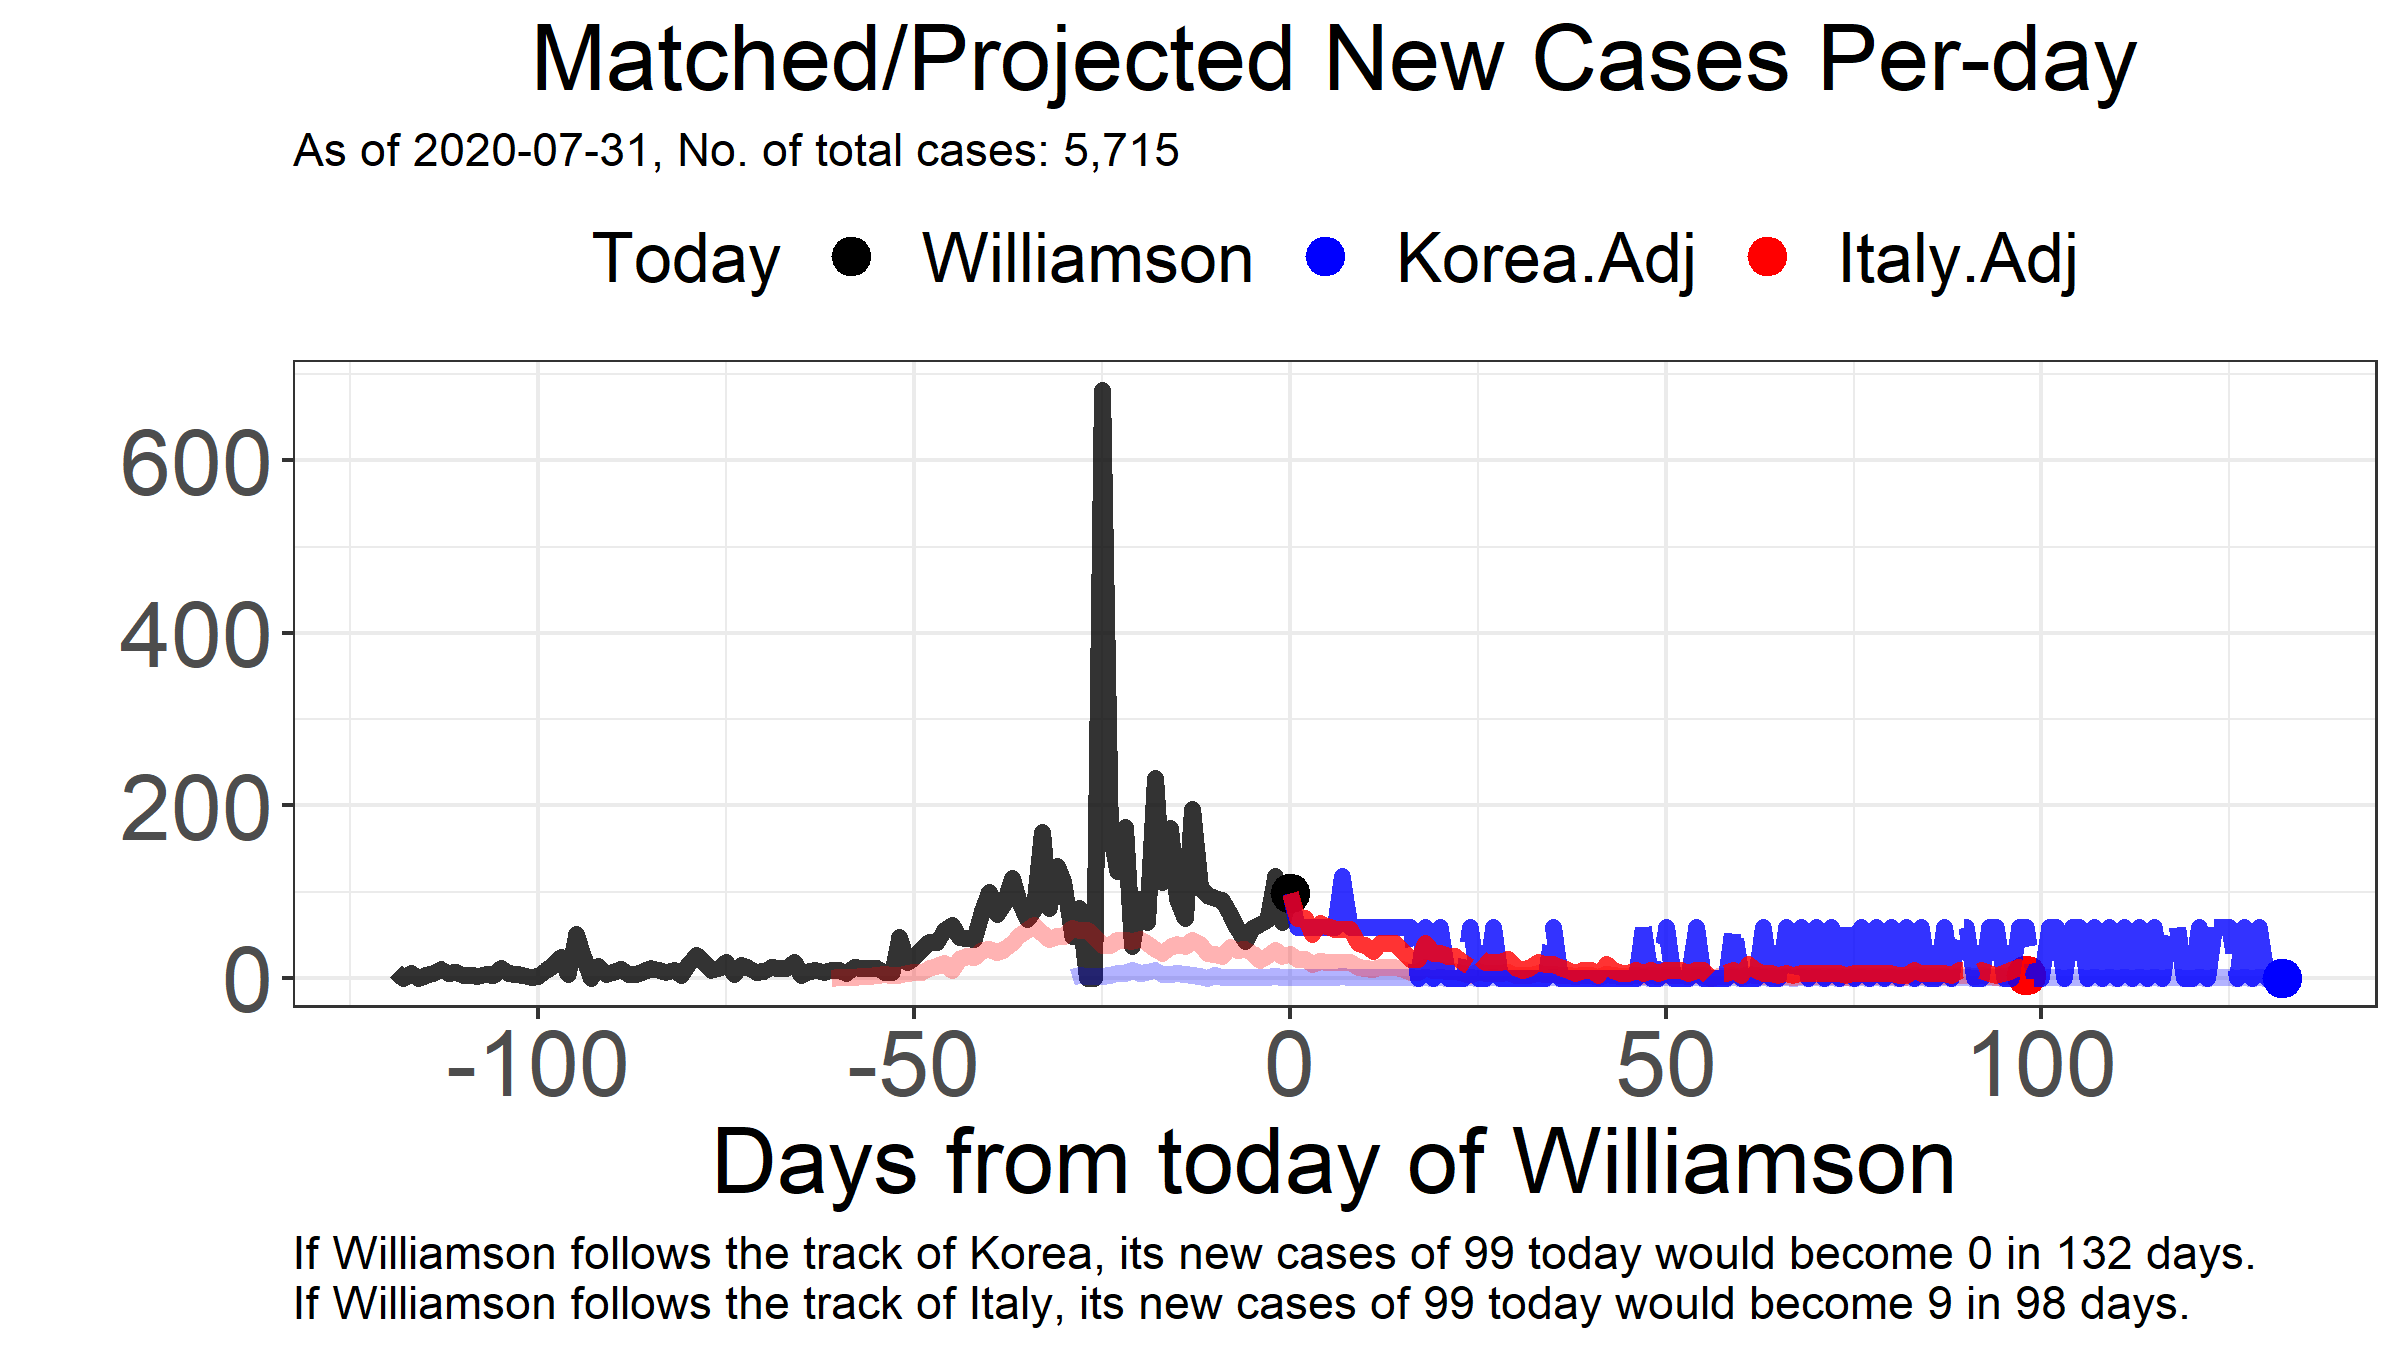 Matched/Projected New Cases Per-day
As of 2020-07-31, No. of total cases: 5,715
Today Williamson Korea.Adj Italy.Adj
600
400
200
0
-100 -50 0 50 100
Days from today of Williamson
If Williamson follows the track of Korea, its new cases of 99 today would become 0 in 132 days.
If Williamson follows the track of Italy, its new cases of 99 today would become 9 in 98 days.